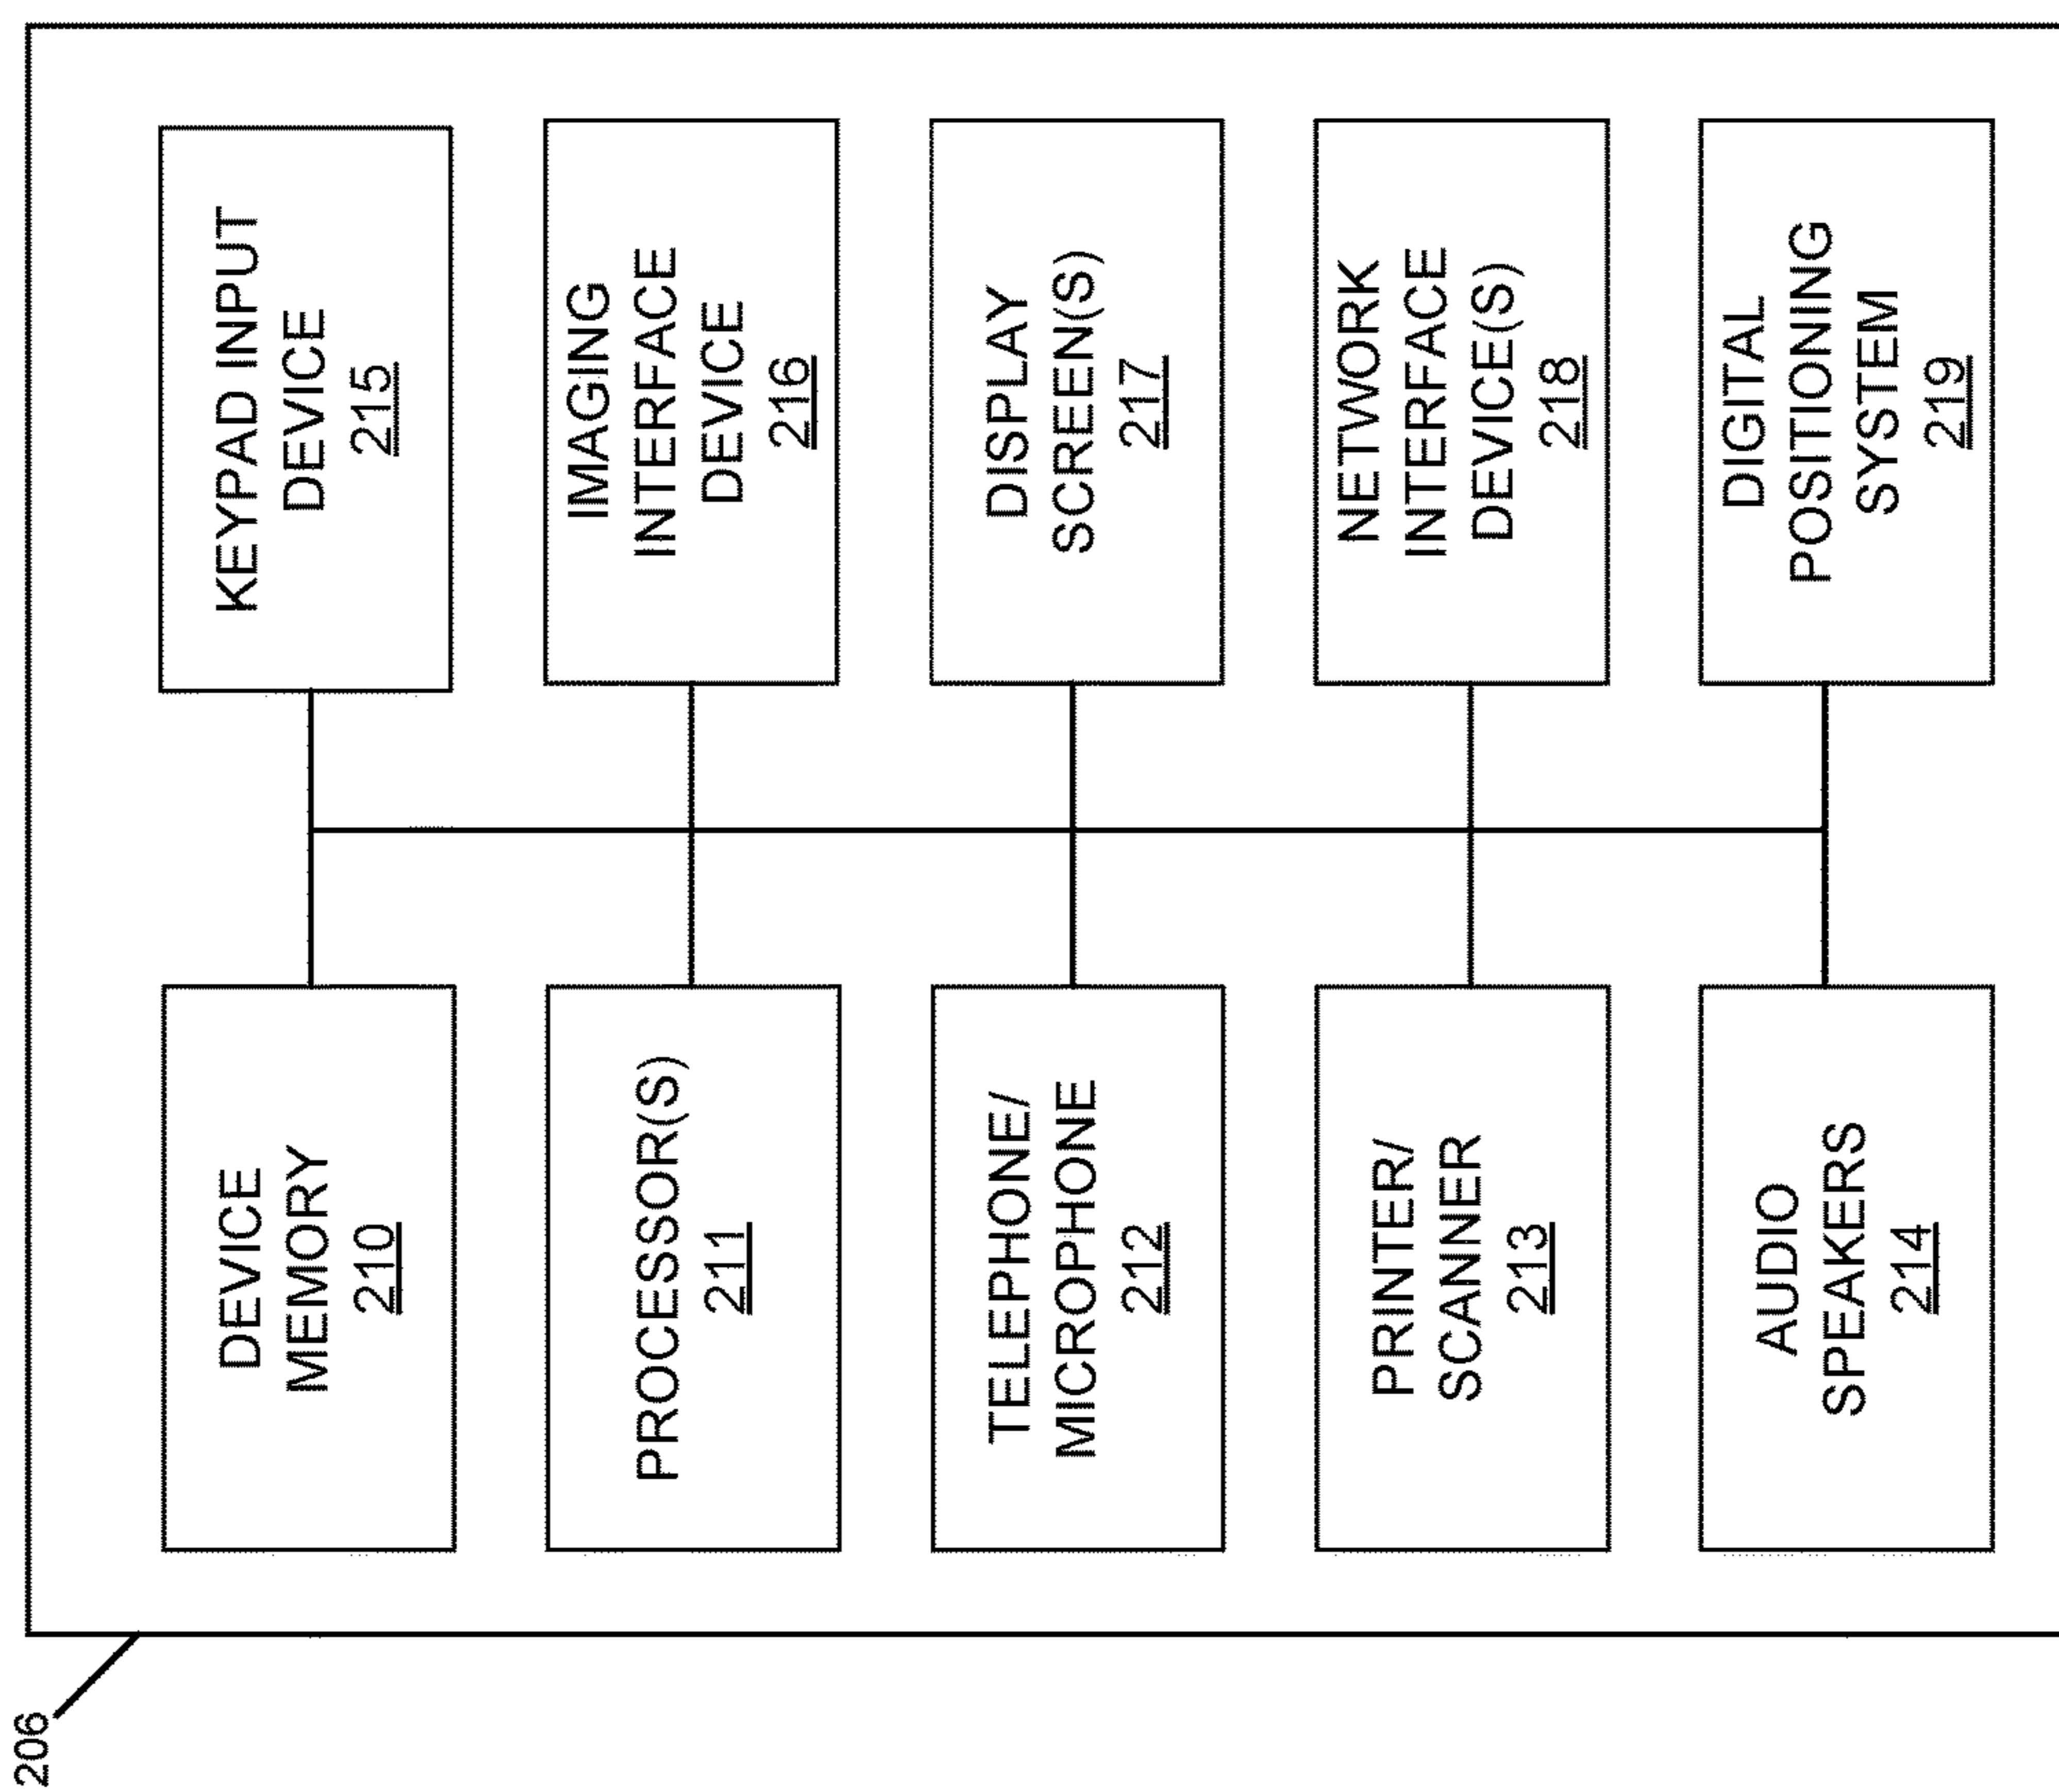 206
DEVICE
MEMORY
210
PROCESSOR(S)
211
TELEPHONE/
MICROPHONE
212
PRINTER/
SCANNER
213
AUDIO
SPEAKERS
214
KEYPAD INPUT
DEVICE
215
IMAGING
INTERFACE
DEVICE
216
DISPLAY
SCREEN(S)
217
NETWORK
INTERFACE
DEVICE(S)
218
DIGITAL
POSITIONING
SYSTEM
219